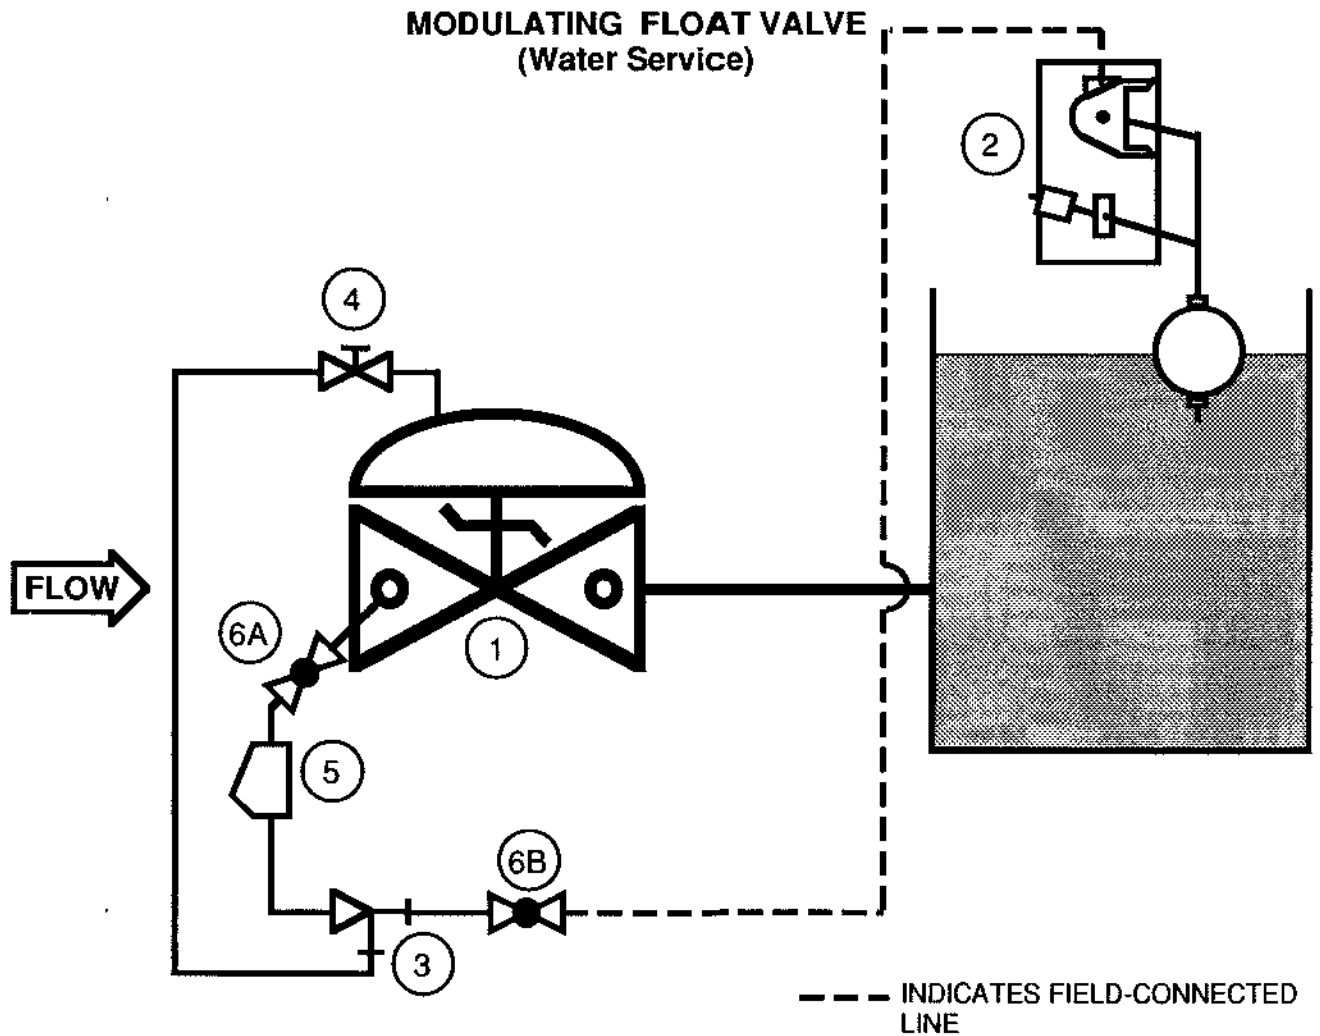 MODULATING FLOAT VALVE
(Water Service)
2
4
FLOW
6A
1
5
6B
3
INDICATES FIELD-CONNECTED
LINE